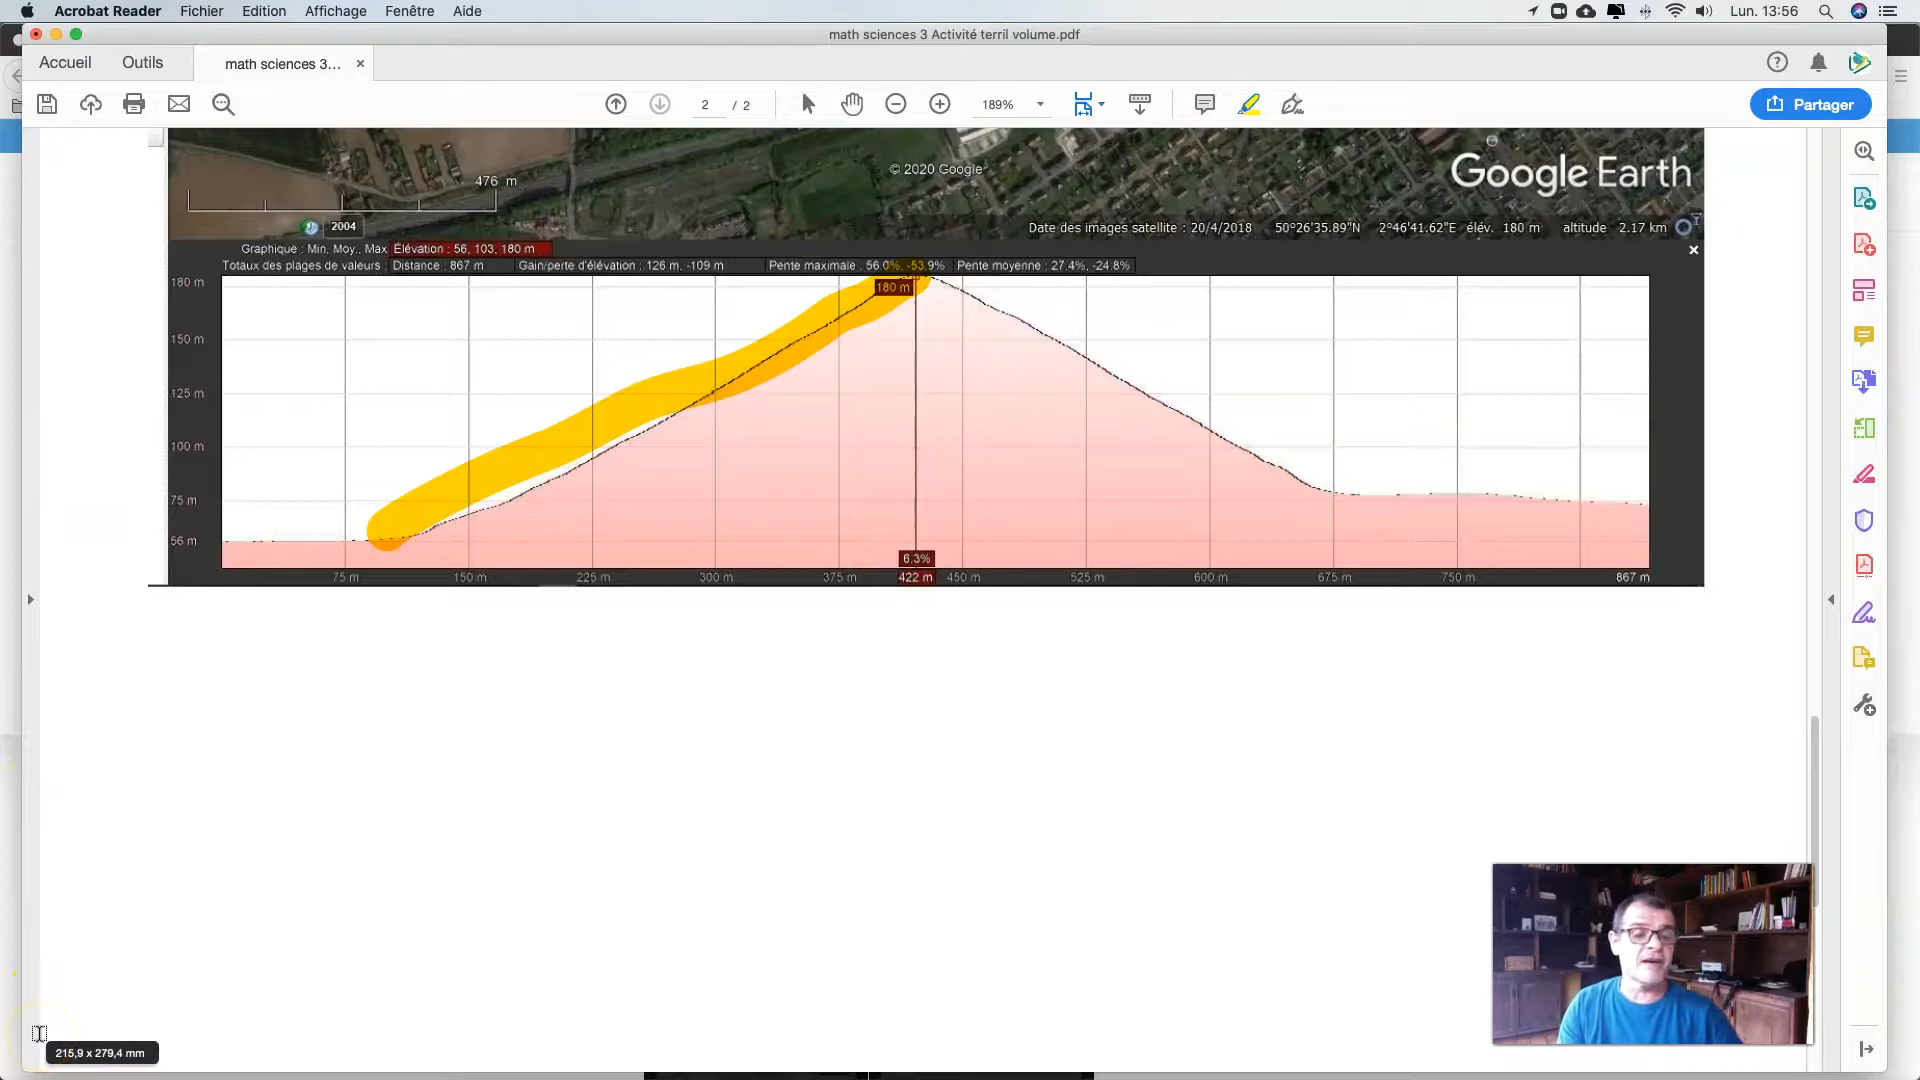 Acrobat Reader Fichier Edition Affichage Fenêtre Aide Lun. 13:56
math sciences 3 Activité terril volume.pdf
Accueil Outils math sciences 3... ×
2 / 2 189% Partager
476 m
© 2020 Google
Google Earth
2004
Date des images satellite : 20/4/2018 50°26'35.89"N 2°46'41.62"E élév. 180 m altitude 2.17 km
Graphique : Min, Moy., Max Élévation : 56, 103, 180 m
Totaux des plages de valeurs : Distance : 867 m Gain/perte d'élévation : 126 m, -109 m Pente maximale : 56.0%, -53.9% Pente moyenne : 27.4%, -24.8%
180 m
180 m
150 m
125 m
100 m
75 m
56 m
6.3%
75 m 150 m 225 m 300 m 375 m 422 m 450 m 525 m 600 m 675 m 750 m 867 m
215,9 x 279,4 mm